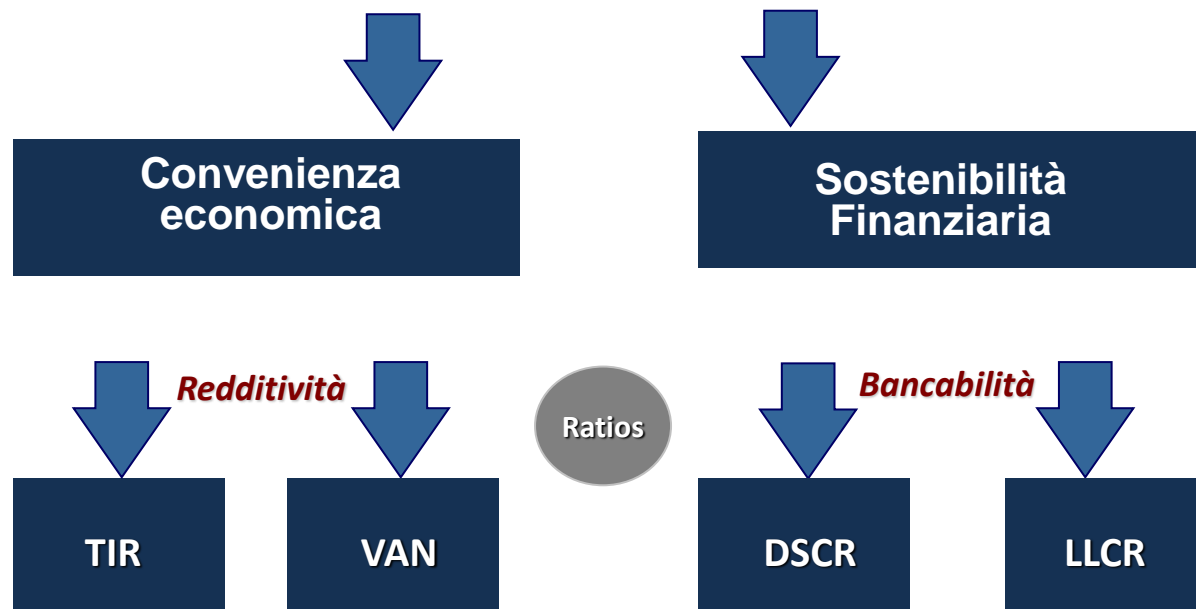 Convenienza
economica
Sostenibilità
Finanziaria
Redditività
Bancabilità
Ratios
TIR
VAN
DSCR
LLCR